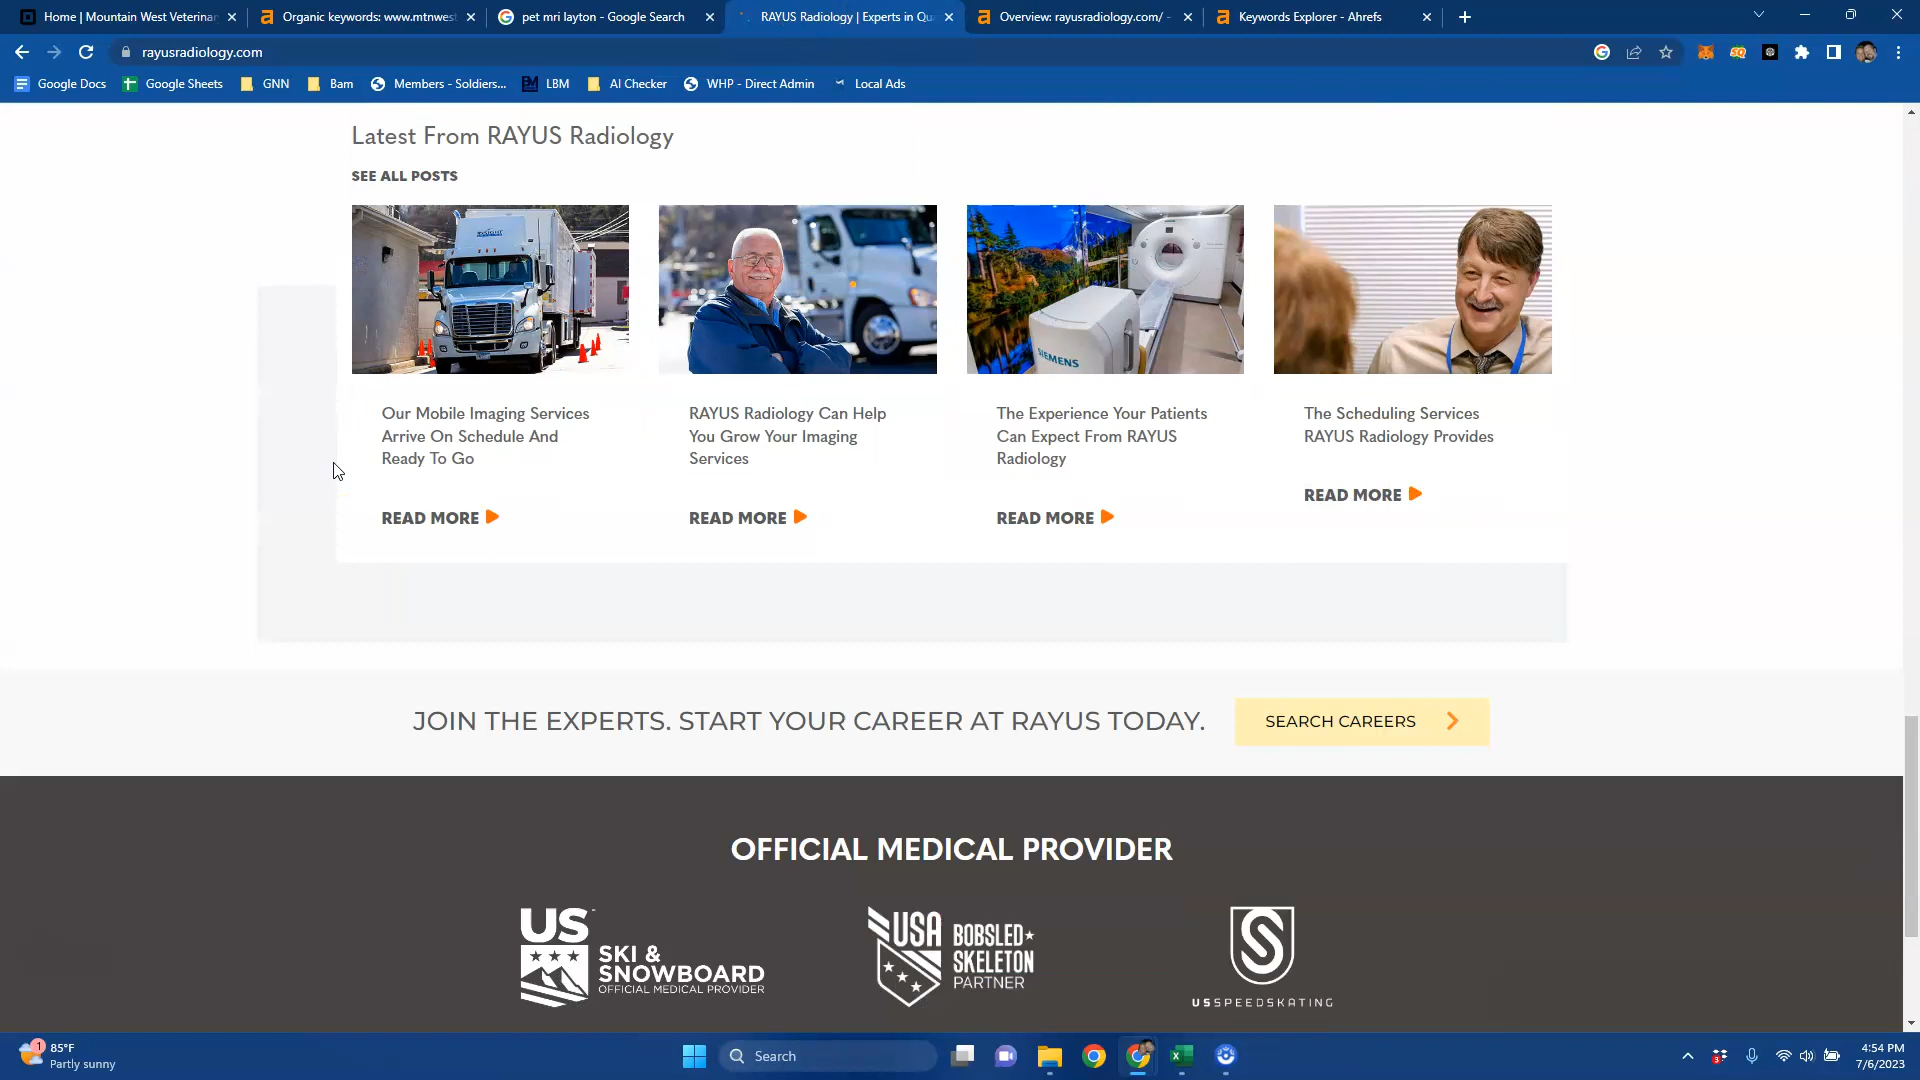 Home | Mountain West Veterinar
Organic keywords: www.mtnwest
pet mri layton - Google Search
RAYUS Radiology | Experts in Qu
Overview: rayusradiology.com/ -
Keywords Explorer - Ahrefs
rayusradiology.com
Google Docs
Google Sheets
GNN
Bam
Members - Soldiers...
LBM
AI Checker
WHP - Direct Admin
Local Ads
Latest From RAYUS Radiology
SEE ALL POSTS
INSIGHT
SIEMENS
Our Mobile Imaging Services
Arrive On Schedule And
Ready To Go
READ MORE
RAYUS Radiology Can Help
You Grow Your Imaging
Services
READ MORE
The Experience Your Patients
Can Expect From RAYUS
Radiology
READ MORE
The Scheduling Services
RAYUS Radiology Provides
READ MORE
JOIN THE EXPERTS. START YOUR CAREER AT RAYUS TODAY.
SEARCH CAREERS
OFFICIAL MEDICAL PROVIDER
US
SKI &
SNOWBOARD
OFFICIAL MEDICAL PROVIDER
USA
BOBSLED
SKELETON
PARTNER
S
US SPEEDSKATING
1
85°F
Partly sunny
Search
3
4:54 PM
7/6/2023